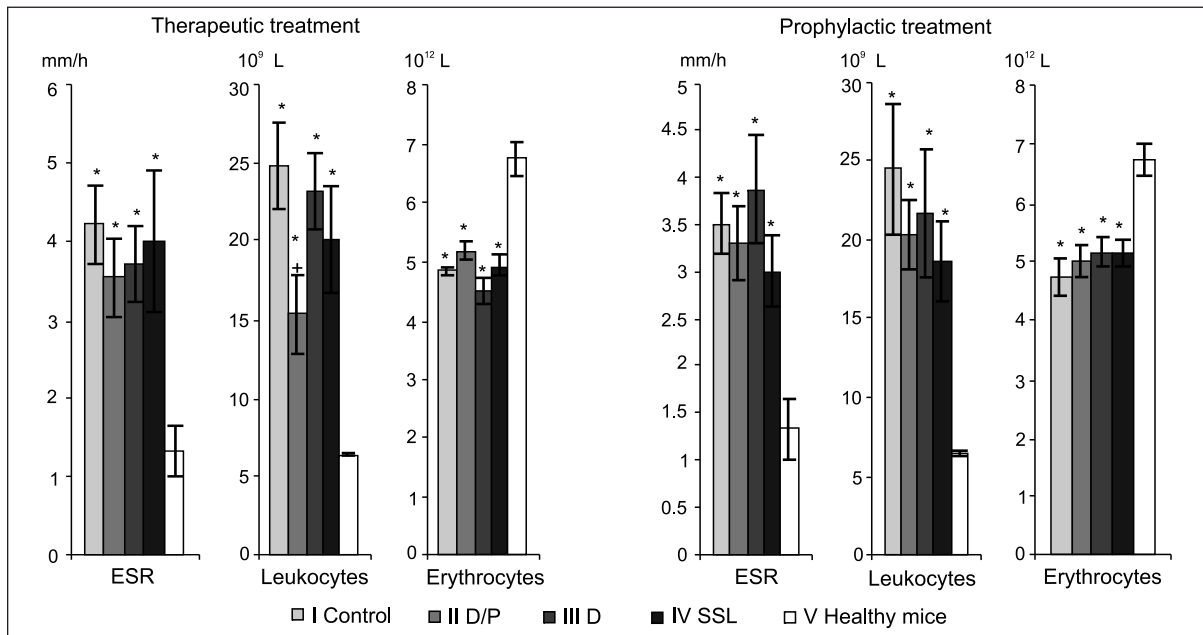 Therapeutic treatment
Prophylactic treatment
mm/h
10⁹ L
10¹² L
mm/h
10⁹ L
10¹² L
6
5
4
3
2
1
0
30
25
20
15
10
5
0
8
7
6
5
4
3
2
1
0
5
4.5
4
3.5
3
2.5
2
1.5
1
0.5
0
30
25
20
15
10
5
0
8
7
6
5
4
3
2
1
0
* * * *
* * + * *
* * * *
* * * *
* * * *
* * * *
ESR
Leukocytes
Erythrocytes
ESR
Leukocytes
Erythrocytes
I Control
II D/P
III D
IV SSL
V Healthy mice